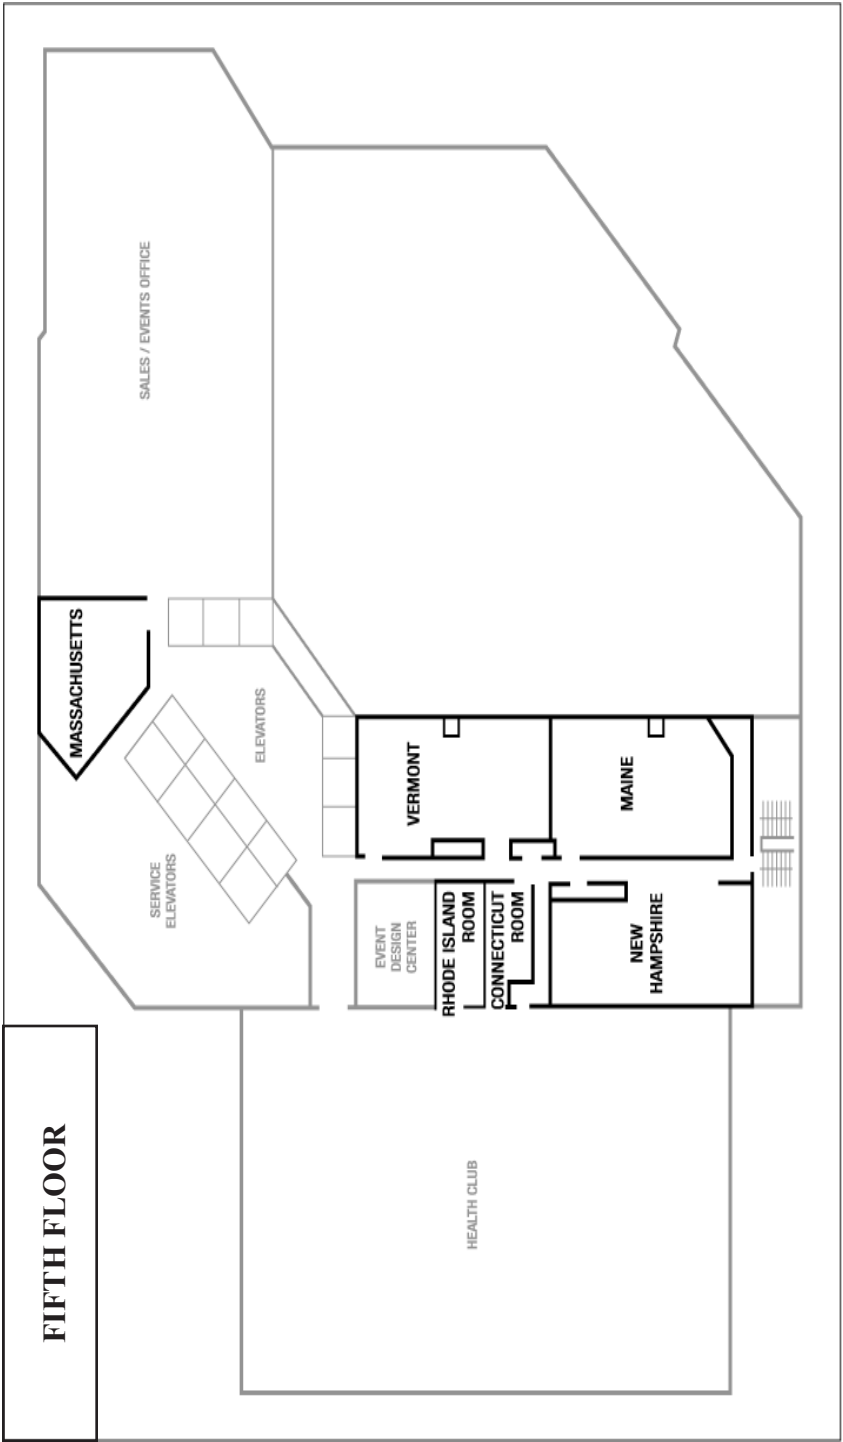 FIFTH FLOOR
SALES / EVENTS OFFICE
MASSACHUSETTS
ELEVATORS
SERVICE
ELEVATORS
VERMONT
MAINE
EVENT
DESIGN
CENTER
RHODE ISLAND
ROOM
CONNECTICUT
ROOM
NEW
HAMPSHIRE
HEALTH CLUB